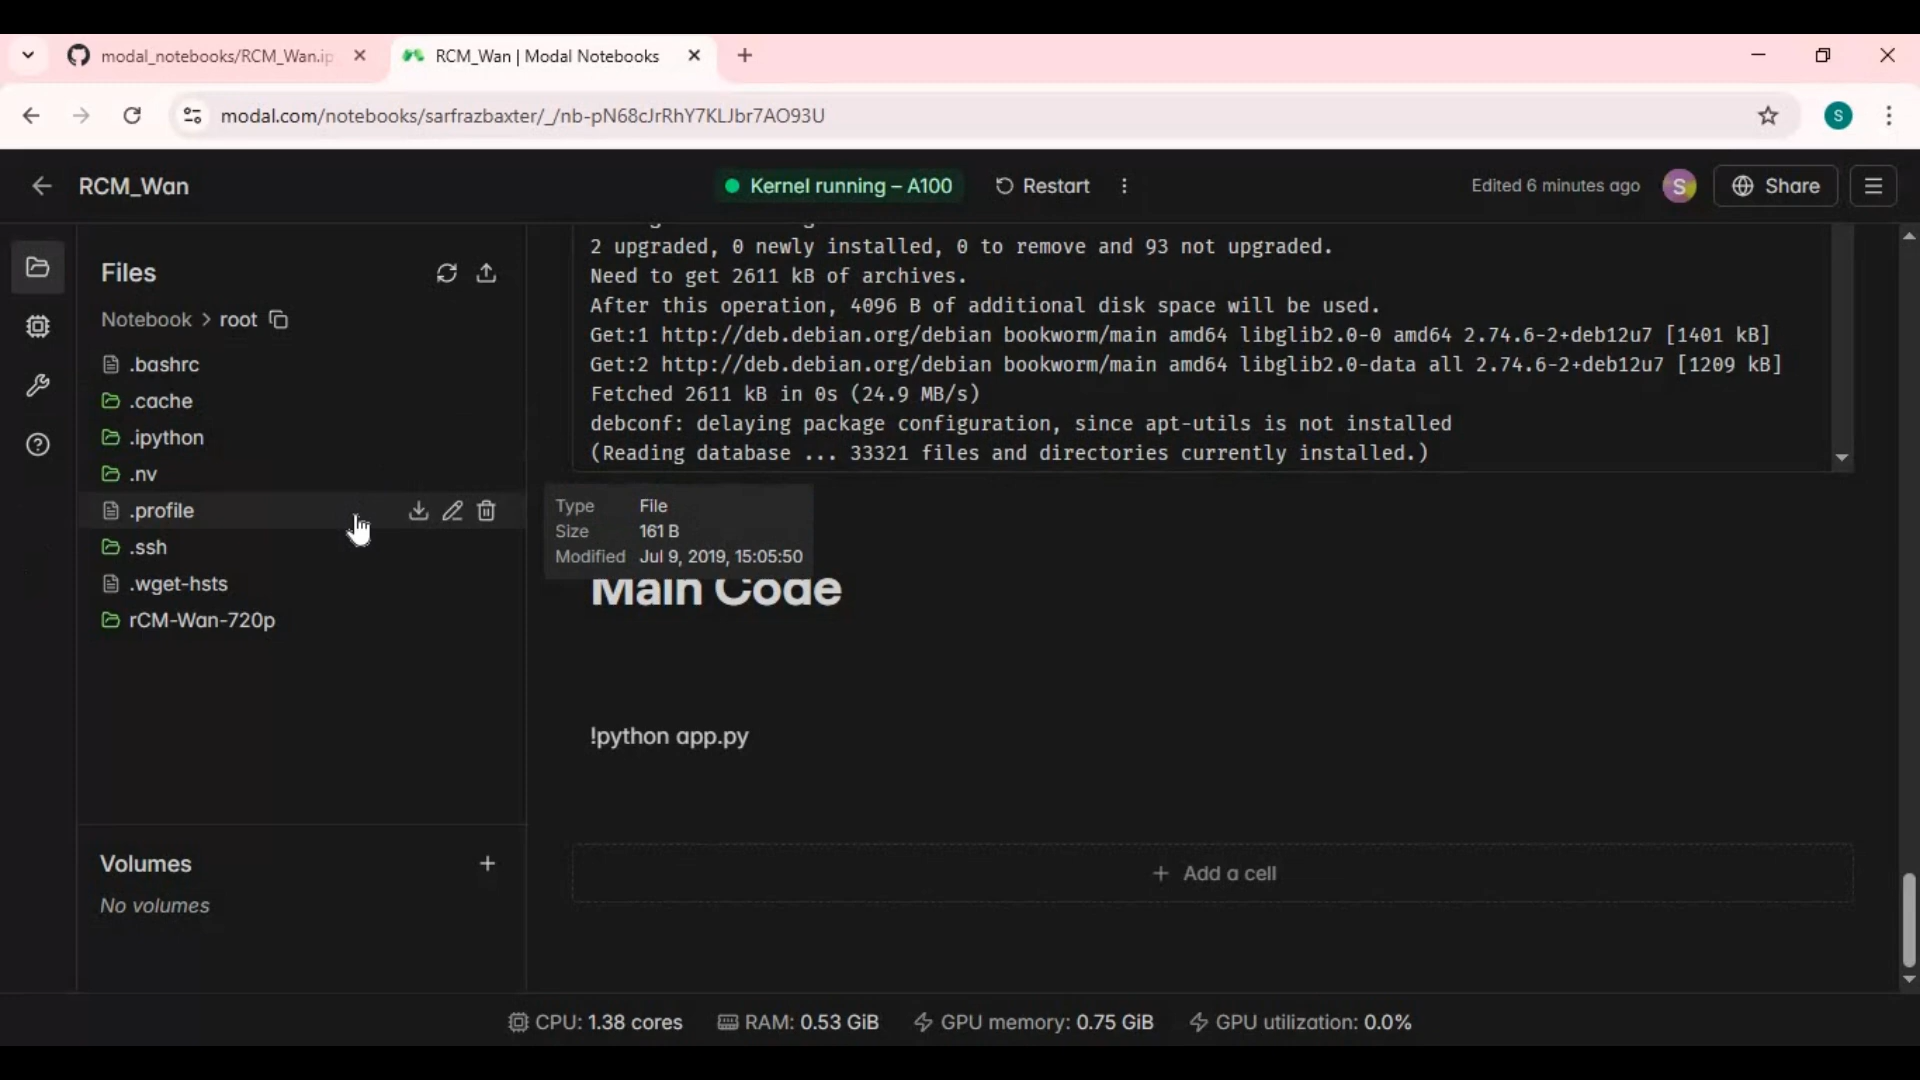 modal_notebooks/RCM_Wan.ip
RCM_Wan | Modal Notebooks
modal.com/notebooks/sarfrazbaxter/_/nb-pN68cJrRhY7KLJbr7AO93U
S
RCM_Wan
Kernel running – A100
Restart
Edited 6 minutes ago
S
Share
Files
Notebook > root
.bashrc
.cache
.ipython
.nv
.profile
.ssh
.wget-hsts
rCM-Wan-720p
Volumes
No volumes
2 upgraded, 0 newly installed, 0 to remove and 93 not upgraded.
Need to get 2611 kB of archives.
After this operation, 4096 B of additional disk space will be used.
Get:1 http://deb.debian.org/debian bookworm/main amd64 libglib2.0-0 amd64 2.74.6-2+deb12u7 [1401 kB]
Get:2 http://deb.debian.org/debian bookworm/main amd64 libglib2.0-data all 2.74.6-2+deb12u7 [1209 kB]
Fetched 2611 kB in 0s (24.9 MB/s)
debconf: delaying package configuration, since apt-utils is not installed
(Reading database ... 33321 files and directories currently installed.)
Type File
Size 161 B
Modified Jul 9, 2019, 15:05:50
Main Code
!python app.py
+ Add a cell
CPU: 1.38 cores
RAM: 0.53 GiB
GPU memory: 0.75 GiB
GPU utilization: 0.0%